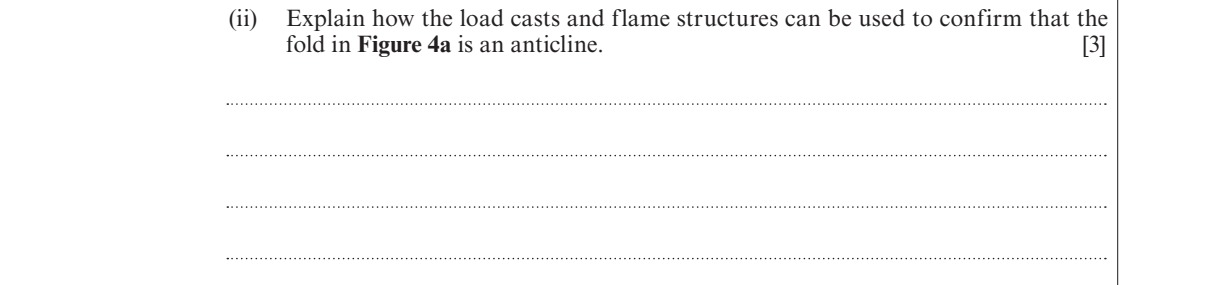 (ii) Explain how the load casts and flame structures can be used to confirm that the
fold in Figure 4a is an anticline. [3]